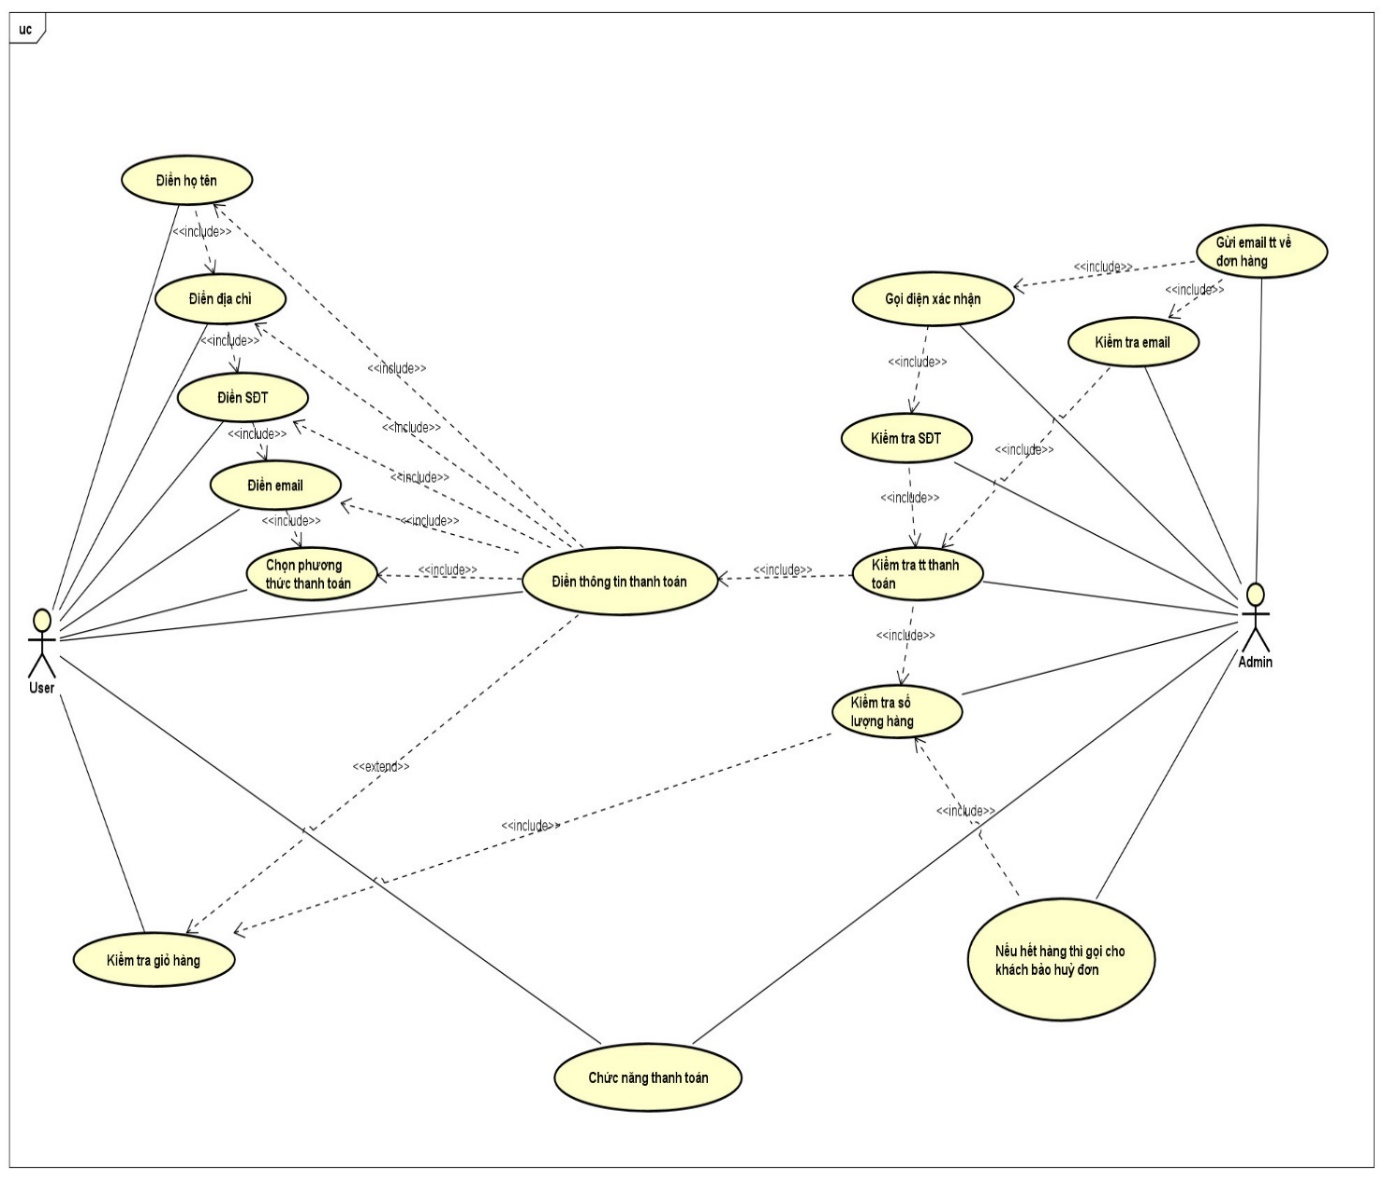 uc
Điền họ tên
<<include>>
Gửi email tt về
đơn hàng
<<include>>
<<include>>
Điền địa chỉ
Gọi điện xác nhận
<<include>>
Kiểm tra email
<<include>>
<<include>>
Điền SĐT
<<include>>
<<include>>
Kiểm tra SĐT
<<include>>
<<include>>
Điền email
<<include>>
<<include>>
<<include>>
Chọn phương
thức thanh toán
<<include>>
Điền thông tin thanh toán
<<include>>
Kiểm tra tt thanh
toán
<<include>>
User
Admin
Kiểm tra số
lượng hàng
<<extend>>
<<include>>
<<include>>
Kiểm tra giỏ hàng
Nếu hết hàng thì gọi cho
khách báo huỷ đơn
Chức năng thanh toán